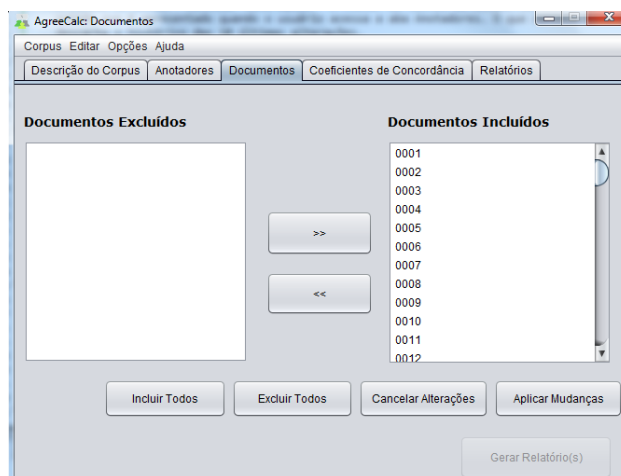 AgreeCalc: Documentos
Corpus Editar Opções Ajuda
Descrição do Corpus Anotadores Documentos Coeficientes de Concordância Relatórios
Documentos Excluídos Documentos Incluídos
0001
0002
0003
0004
0005
>> 0006
0007
0008
<< 0009
0010
0011
0012
Incluir Todos Excluir Todos Cancelar Alterações Aplicar Mudanças
Gerar Relatório(s)